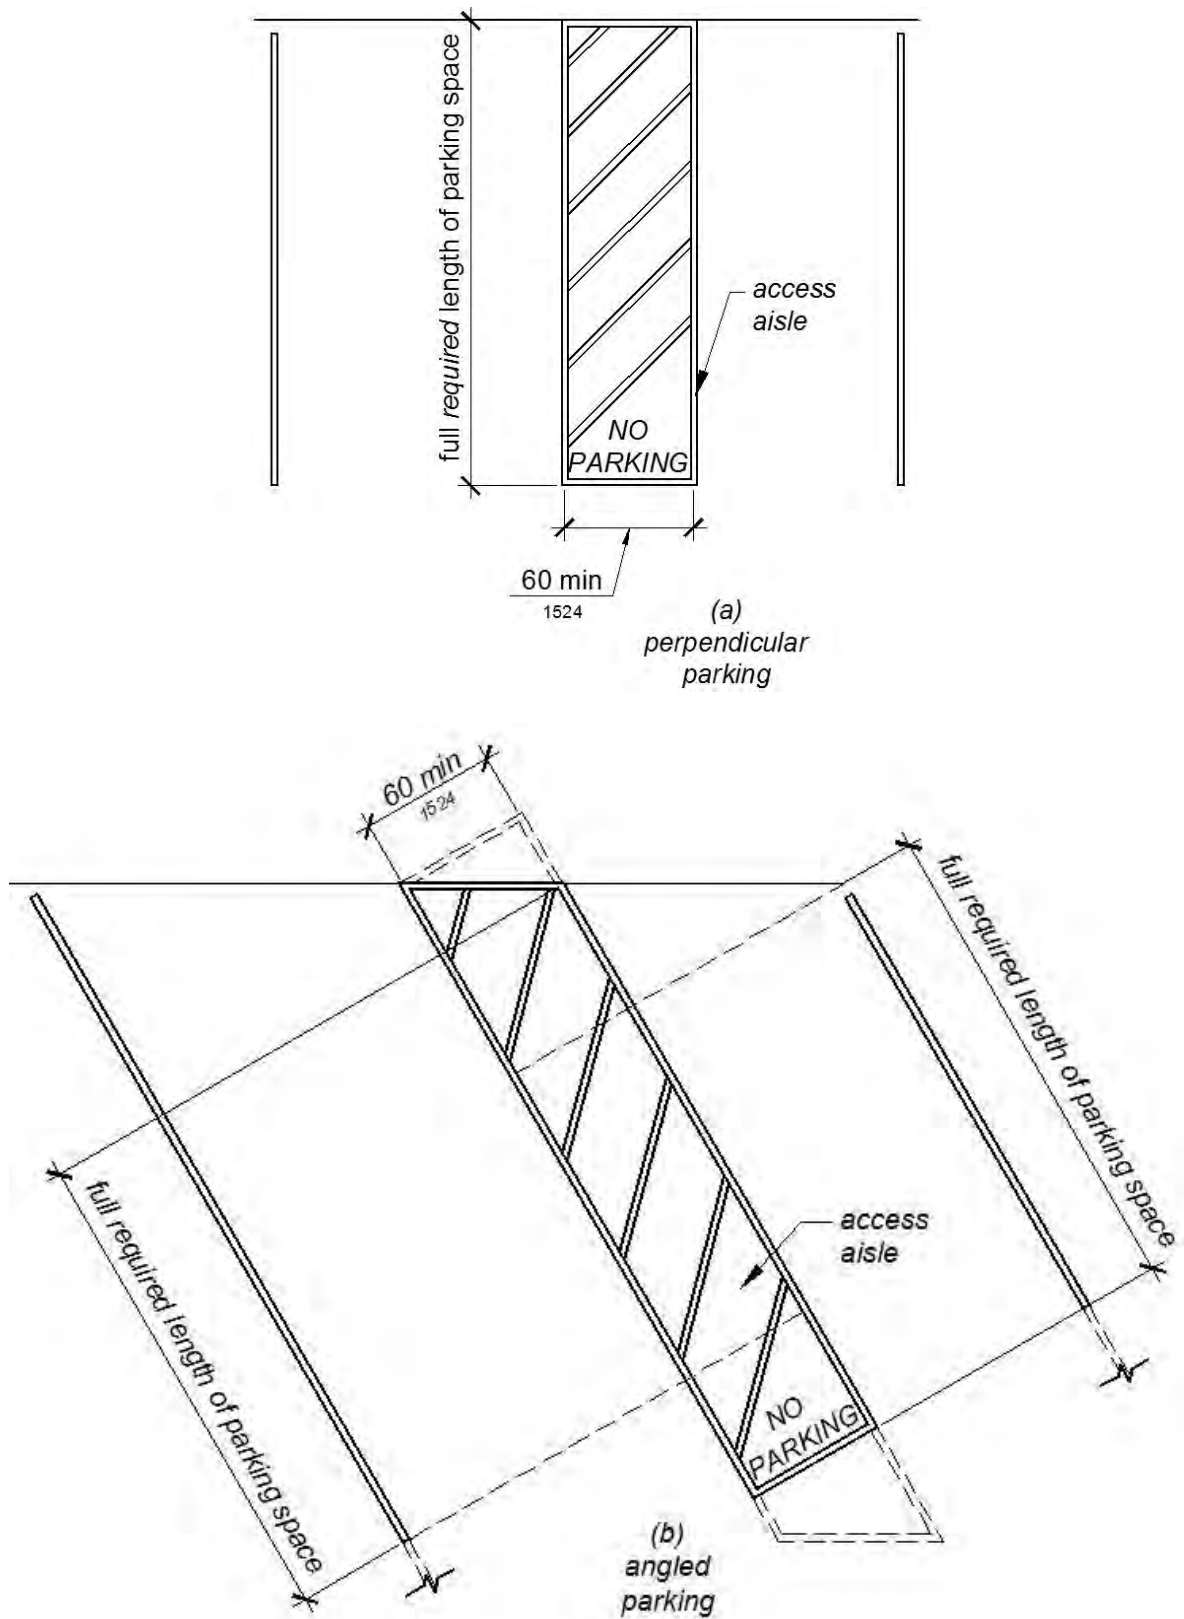 full required length of parking space
access
aisle
NO
PARKING
60 min
1524
(a)
perpendicular
parking
60 min
1524
full required length of parking space
full required length of parking space
access
aisle
NO
PARKING
(b)
angled
parking